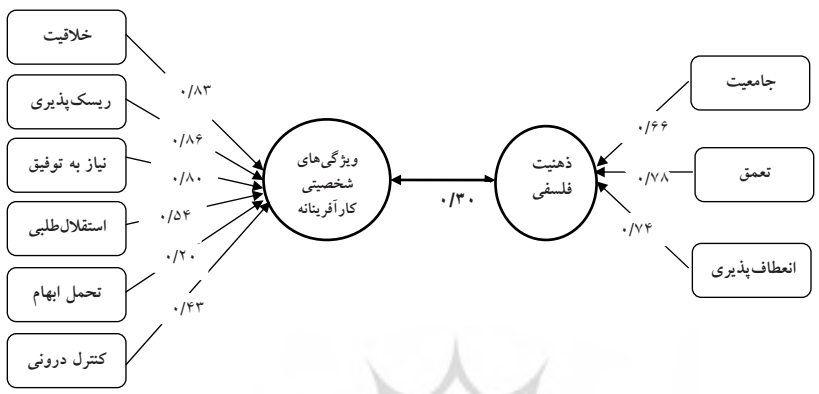 خلاقیت
ریسک‌پذیری
نیاز به توفیق
استقلال‌طلبی
تحمل ابهام
کنترل درونی
۰/۸۳
۰/۸۶
۰/۸۰
۰/۵۴
۰/۲۰
۰/۴۳
ویژگی‌های
شخصیتی
کارآفرینانه
۰/۳۰
ذهنیت
فلسفی
۰/۶۶
۰/۷۸
۰/۷۴
جامعیت
تعمق
انعطاف‌پذیری